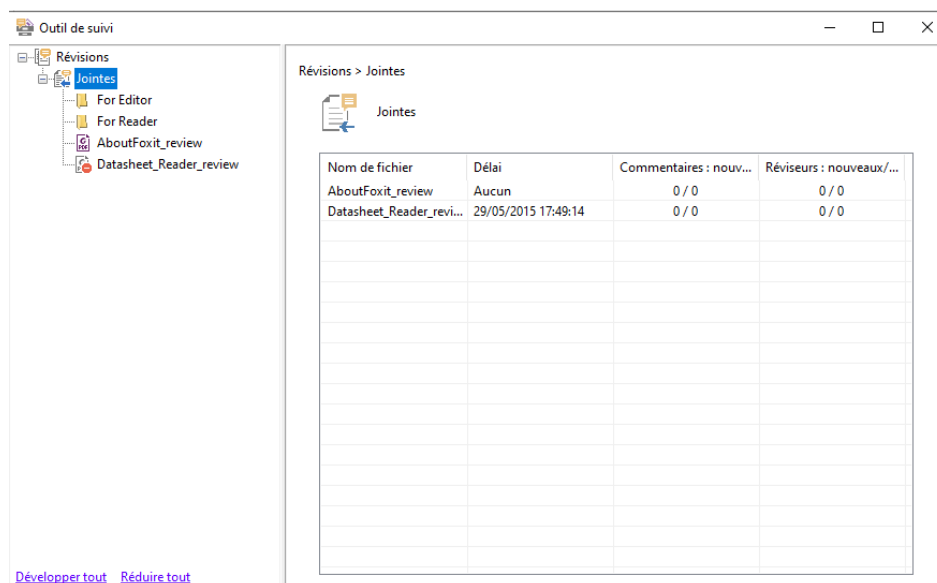 Outil de suivi
Révisions
Jointes
For Editor
For Reader
AboutFoxit_review
Datasheet_Reader_review
Développer tout Réduire tout
Révisions > Jointes
Jointes
Nom de fichier Délai Commentaires : nouv... Réviseurs : nouveaux/...
AboutFoxit_review Aucun 0 / 0 0 / 0
Datasheet_Reader_revi... 29/05/2015 17:49:14 0 / 0 0 / 0